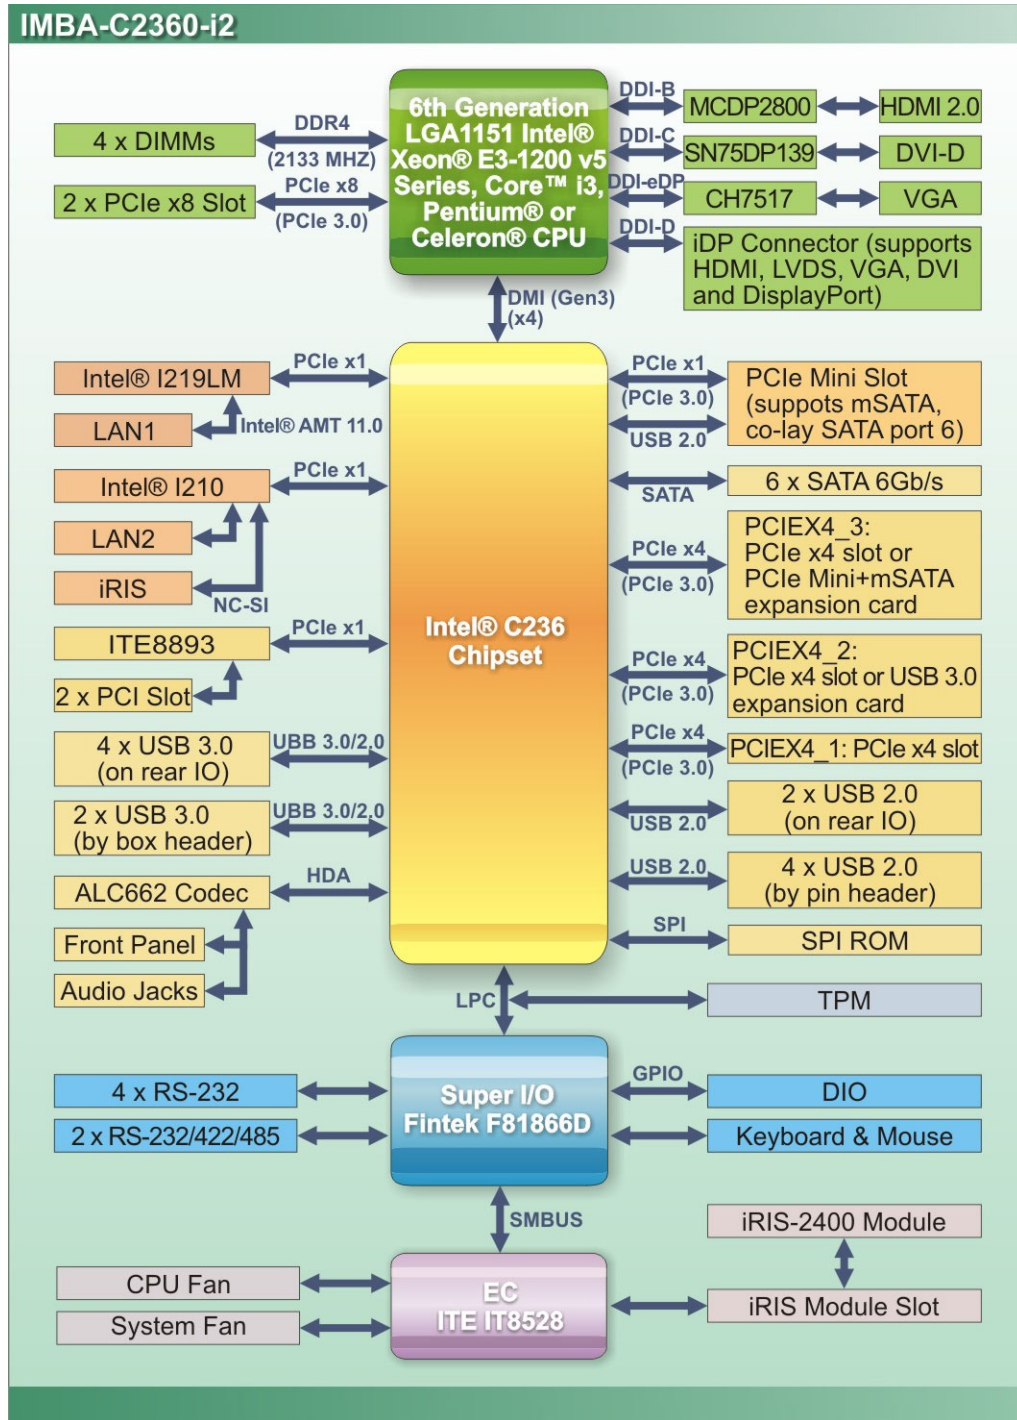 IMBA-C2360-i2
6th Generation
LGA1151 Intel®
Xeon® E3-1200 v5
Series, Core™ i3,
Pentium® or
Celeron® CPU
4 x DIMMs
DDR4
(2133 MHZ)
2 x PCIe x8 Slot
PCIe x8
(PCIe 3.0)
DDI-B
MCDP2800
HDMI 2.0
DDI-C
SN75DP139
DVI-D
DDI-eDP
CH7517
VGA
DDI-D
iDP Connector (supports
HDMI, LVDS, VGA, DVI
and DisplayPort)
DMI (Gen3)
(x4)
Intel® C236
Chipset
Intel® I219LM
PCIe x1
LAN1
Intel® AMT 11.0
Intel® I210
PCIe x1
LAN2
iRIS
NC-SI
ITE8893
PCIe x1
2 x PCI Slot
4 x USB 3.0
(on rear IO)
UBB 3.0/2.0
2 x USB 3.0
(by box header)
UBB 3.0/2.0
ALC662 Codec
HDA
Front Panel
Audio Jacks
PCIe x1
(PCIe 3.0)
USB 2.0
PCIe Mini Slot
(suppots mSATA,
co-lay SATA port 6)
SATA
6 x SATA 6Gb/s
PCIe x4
(PCIe 3.0)
PCIEX4_3:
PCIe x4 slot or
PCIe Mini+mSATA
expansion card
PCIe x4
(PCIe 3.0)
PCIEX4_2:
PCIe x4 slot or USB 3.0
expansion card
PCIe x4
(PCIe 3.0)
PCIEX4_1: PCIe x4 slot
USB 2.0
2 x USB 2.0
(on rear IO)
USB 2.0
4 x USB 2.0
(by pin header)
SPI
SPI ROM
LPC
TPM
Super I/O
Fintek F81866D
4 x RS-232
2 x RS-232/422/485
GPIO
DIO
Keyboard & Mouse
SMBUS
EC
ITE IT8528
CPU Fan
System Fan
iRIS-2400 Module
iRIS Module Slot